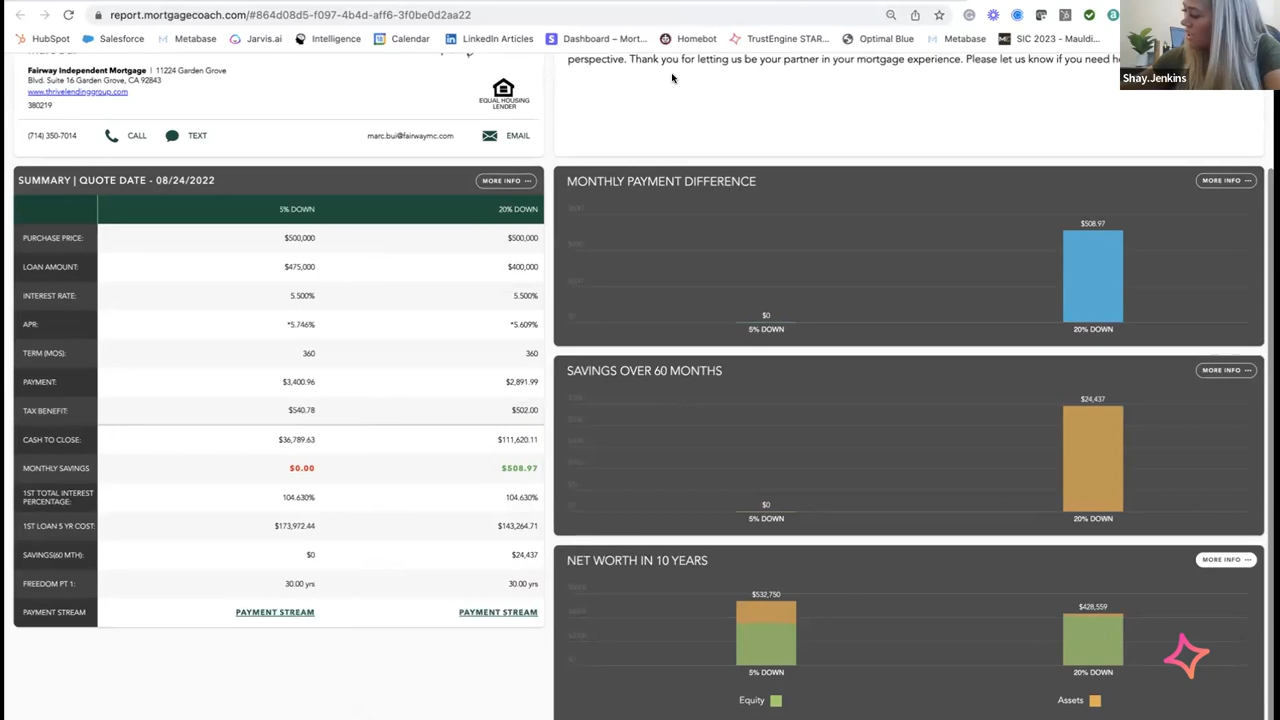 report.mortgagecoach.com/#864d08d5-f097-4b4d-aff6-3f0be0d2aa22
HubSpot
Salesforce
Metabase
Jarvis.ai
Intelligence
Calendar
LinkedIn Articles
Dashboard – Mort...
Homebot
TrustEngine STAR...
Optimal Blue
Metabase
SIC 2023 - Mauldi...
Shay.Jenkins
Fairway Independent Mortgage | 11224 Garden Grove
Blvd. Suite 16 Garden Grove, CA 92843
www.thrivelendinggroup.com
380219
EQUAL HOUSING
LENDER
(714) 350-7014 CALL TEXT marc.bui@fairwaymc.com EMAIL
perspective. Thank you for letting us be your partner in your mortgage experience. Please let us know if you need
SUMMARY | QUOTE DATE - 08/24/2022 MORE INFO ···
5% DOWN 20% DOWN
PURCHASE PRICE: $500,000 $500,000
LOAN AMOUNT: $475,000 $400,000
INTEREST RATE: 5.500% 5.500%
APR: *5.746% *5.609%
TERM (MOS): 360 360
PAYMENT: $3,400.96 $2,891.99
TAX BENEFIT: $540.78 $502.00
CASH TO CLOSE: $36,789.63 $111,620.11
MONTHLY SAVINGS $0.00 $508.97
1ST TOTAL INTEREST
PERCENTAGE: 104.630% 104.630%
1ST LOAN 5 YR COST: $173,972.44 $143,264.71
SAVINGS(60 MTH): $0 $24,437
FREEDOM PT 1: 30.00 yrs 30.00 yrs
PAYMENT STREAM PAYMENT STREAM PAYMENT STREAM
MONTHLY PAYMENT DIFFERENCE MORE INFO ···
$508.97
$0
5% DOWN 20% DOWN
SAVINGS OVER 60 MONTHS MORE INFO ···
$24,437
$0
5% DOWN 20% DOWN
NET WORTH IN 10 YEARS MORE INFO ···
$532,750 $428,559
5% DOWN 20% DOWN
Equity Assets